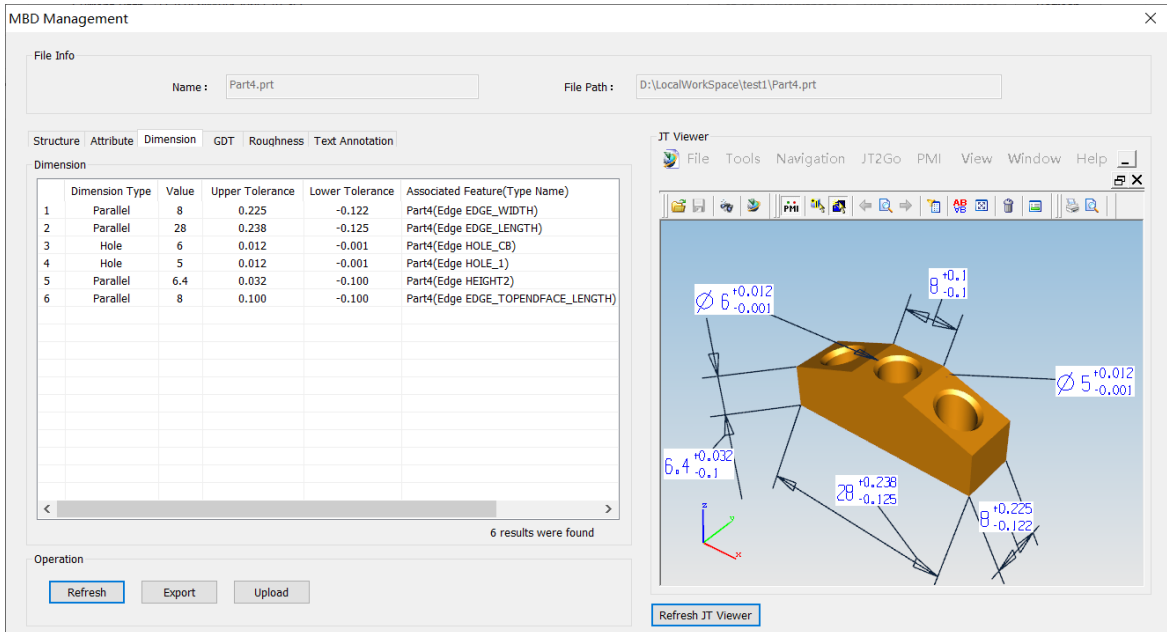 MBD Management
File Info
Name : Part4.prt File Path : D:\LocalWorkSpace\test1\Part4.prt
Structure Attribute Dimension GDT Roughness Text Annotation
Dimension
Dimension Type Value Upper Tolerance Lower Tolerance Associated Feature(Type Name)
1 Parallel 8 0.225 -0.122 Part4(Edge EDGE_WIDTH)
2 Parallel 28 0.238 -0.125 Part4(Edge EDGE_LENGTH)
3 Hole 6 0.012 -0.001 Part4(Edge HOLE_CB)
4 Hole 5 0.012 -0.001 Part4(Edge HOLE_1)
5 Parallel 6.4 0.032 -0.100 Part4(Edge HEIGHT2)
6 Parallel 8 0.100 -0.100 Part4(Edge EDGE_TOPENDFACE_LENGTH)
6 results were found
Operation
Refresh Export Upload
JT Viewer
File Tools Navigation JT2Go PMI View Window Help
PMI AB
8 +0.1 -0.1
Ø 6 +0.012 -0.001
Ø 5 +0.012 -0.001
6.4 +0.032 -0.1
28 +0.238 -0.125
8 +0.225 -0.122
z
y
x
Refresh JT Viewer